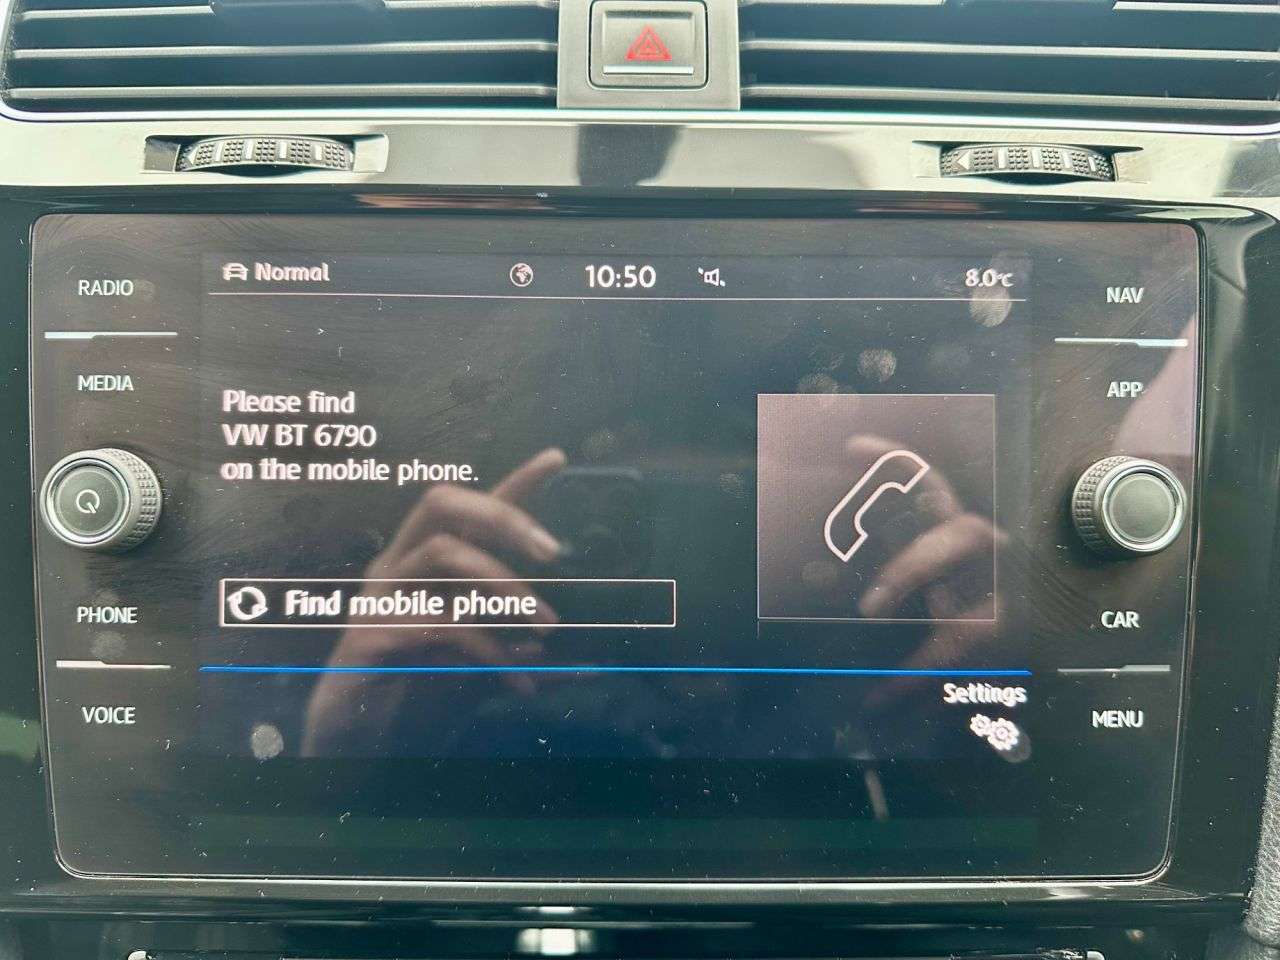 Normal
10:50
8.0°C
RADIO
MEDIA
PHONE
VOICE
Please find
VW BT 6790
on the mobile phone.
Find mobile phone
Settings
NAV
APP
CAR
MENU